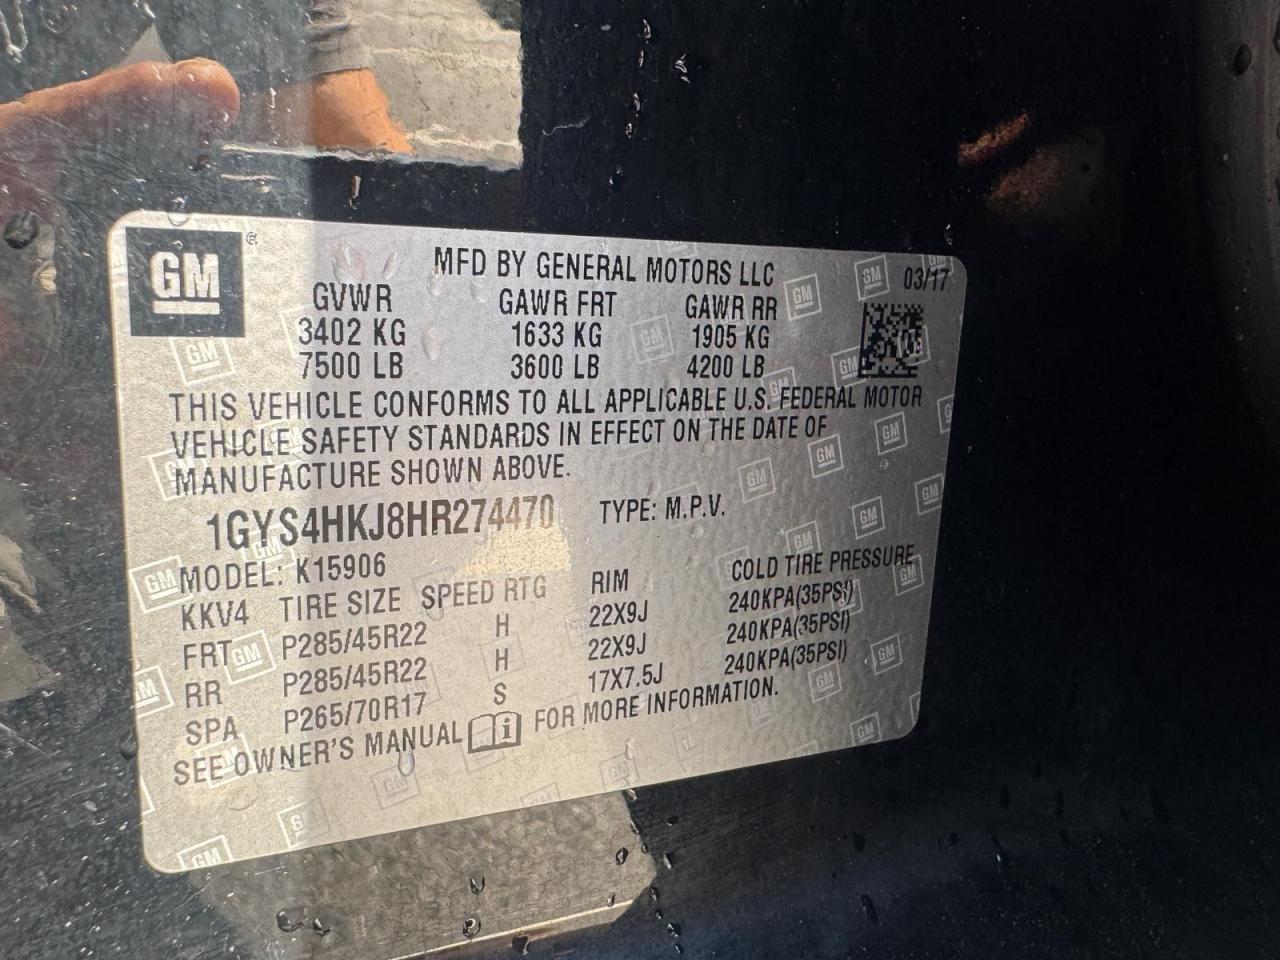 GM ®
MFD BY GENERAL MOTORS LLC 03/17
GVWR GAWR FRT GAWR RR
3402 KG 1633 KG 1905 KG
7500 LB 3600 LB 4200 LB
THIS VEHICLE CONFORMS TO ALL APPLICABLE U.S. FEDERAL MOTOR
VEHICLE SAFETY STANDARDS IN EFFECT ON THE DATE OF
MANUFACTURE SHOWN ABOVE.
1GYS4HKJ8HR274470 TYPE: M.P.V.
MODEL: K15906
KKV4 TIRE SIZE SPEED RTG RIM COLD TIRE PRESSURE
FRT P285/45R22 H 22X9J 240KPA(35PSI)
RR P285/45R22 H 22X9J 240KPA(35PSI)
SPA P265/70R17 S 17X7.5J 240KPA(35PSI)
SEE OWNER'S MANUAL i FOR MORE INFORMATION.